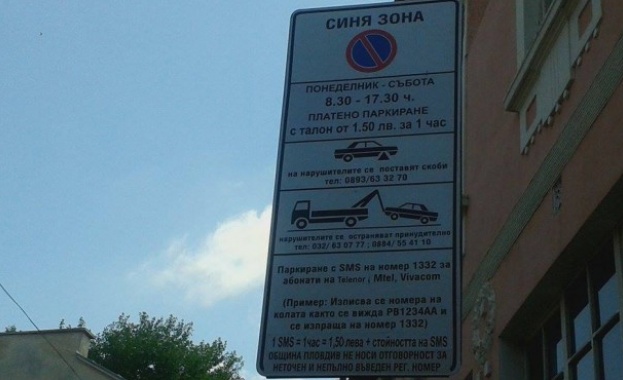 СИНЯ ЗОНА
ПОНЕДЕЛНИК - СЪБОТА
8.30 - 17.30 ч.
ПЛАТЕНО ПАРКИРАНЕ
с талон от 1.50 лв. за 1 час
на нарушителите се поставят скоби
тел: 0893/63 32 70
нарушителите се остраняват принудително
тел: 032/ 63 07 77 ; 0884/ 55 41 10
Паркиране с SMS на номер 1332 за
абонати на Telenor , Mtel, Vivacom
(Пример: Изписва се номера на
колата както се вижда РВ1234АА и
се изпраща на номер 1332)
1 SMS = 1час = 1,50 лева + стойността на SMS
ОБЩИНА ПЛОВДИВ НЕ НОСИ ОТГОВОРНОСТ ЗА
НЕТОЧЕН И НЕПЪЛНО ВЪВЕДЕН РЕГ. НОМЕР